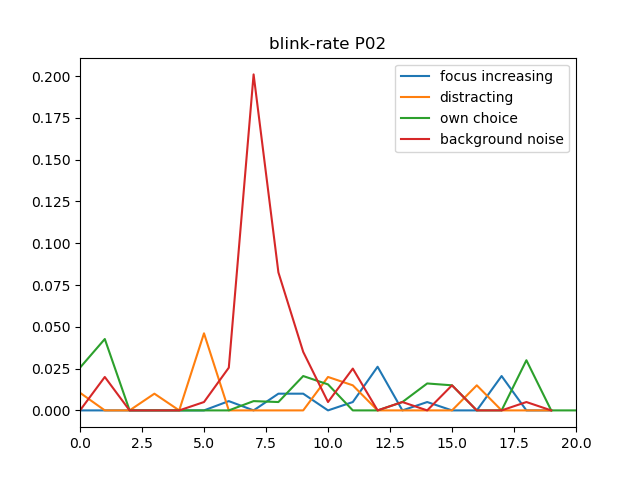 blink-rate P02
focus increasing
distracting
own choice
background noise
0.200
0.175
0.150
0.125
0.100
0.075
0.050
0.025
0.000
0.0 2.5 5.0 7.5 10.0 12.5 15.0 17.5 20.0